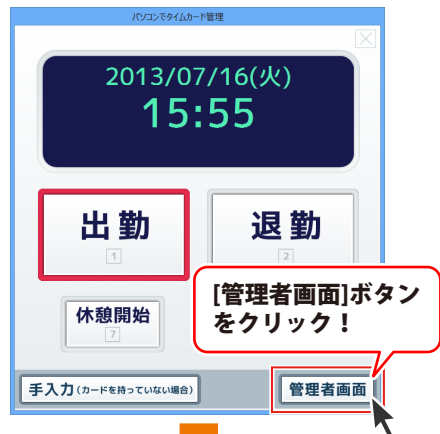 パソコンでタイムカード管理
2013/07/16(火)
15:55
出勤
1
退勤
2
[管理者画面]ボタン
をクリック！
休憩開始
7
手入力(カードを持っていない場合)
管理者画面